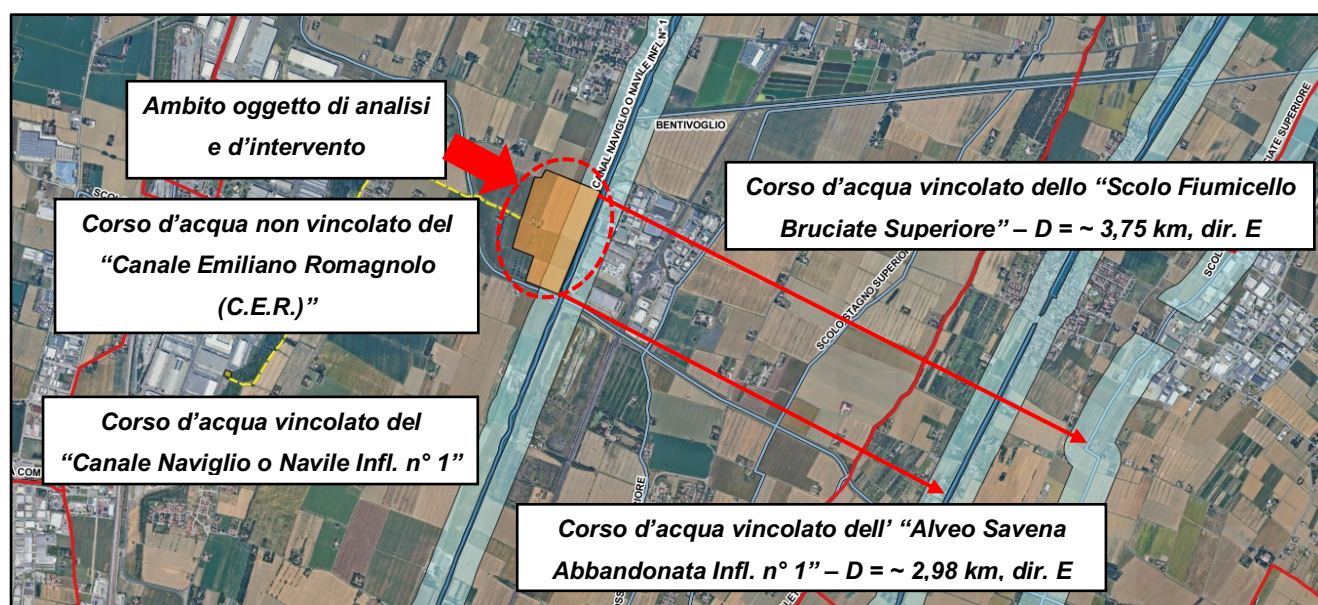 CANAL NAVIGLIO O NAVILE INFL. N° 1
Ambito oggetto di analisi
e d'intervento
BENTIVOGLIO
Corso d'acqua vincolato dello “Scolo Fiumicello
Bruciate Superiore” – D = ~ 3,75 km, dir. E
Corso d'acqua non vincolato del
“Canale Emiliano Romagnolo
(C.E.R.)”
SCOLO STAGNO SUPERIORE
Corso d'acqua vincolato del
“Canale Naviglio o Navile Infl. n° 1”
Corso d'acqua vincolato dell' “Alveo Savena
Abbandonata Infl. n° 1” – D = ~ 2,98 km, dir. E